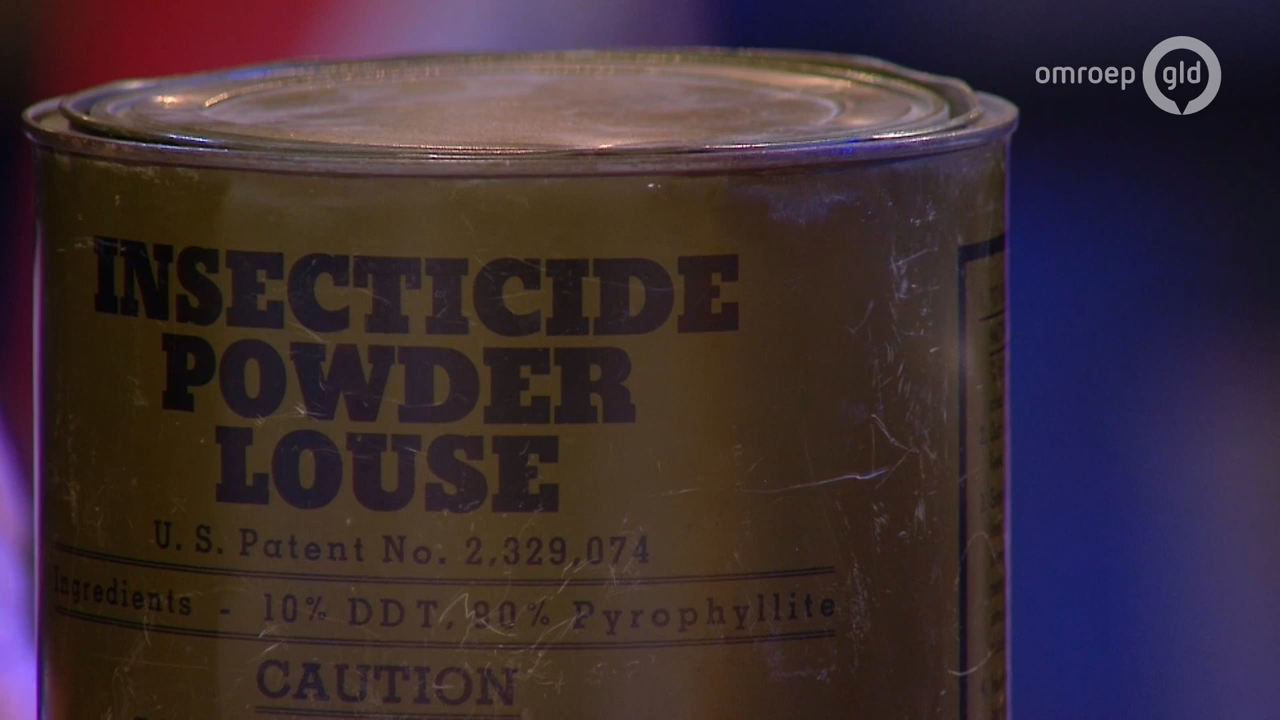 omroep gld
INSECTICIDE
POWDER
LOUSE
U. S. Patent No. 2,329,074
Ingredients - 10% DDT, 90% Pyrophyllite
CAUTION